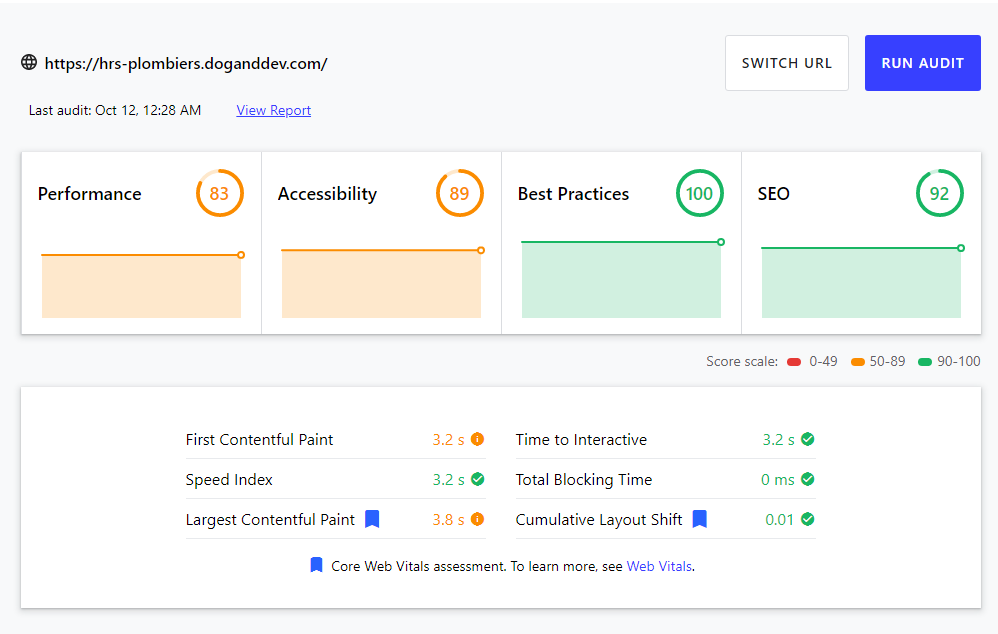 https://hrs-plombiers.doganddev.com/
SWITCH URL
RUN AUDIT
Last audit: Oct 12, 12:28 AM View Report
Performance 83
Accessibility 89
Best Practices 100
SEO 92
Score scale: 0-49 50-89 90-100
First Contentful Paint 3.2 s
Time to Interactive 3.2 s
Speed Index 3.2 s
Total Blocking Time 0 ms
Largest Contentful Paint 3.8 s
Cumulative Layout Shift 0.01
Core Web Vitals assessment. To learn more, see Web Vitals.